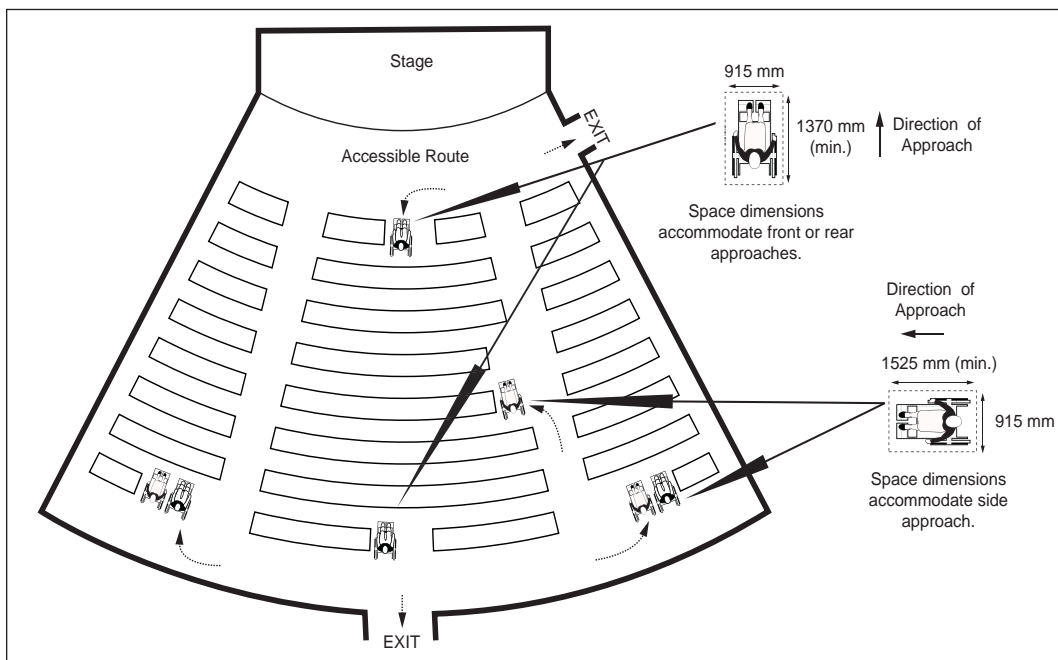 Stage
EXIT
Accessible Route
915 mm
1370 mm
(min.)
Direction of
Approach
Space dimensions
accommodate front or rear
approaches.
Direction of
Approach
1525 mm (min.)
915 mm
Space dimensions
accommodate side
approach.
EXIT